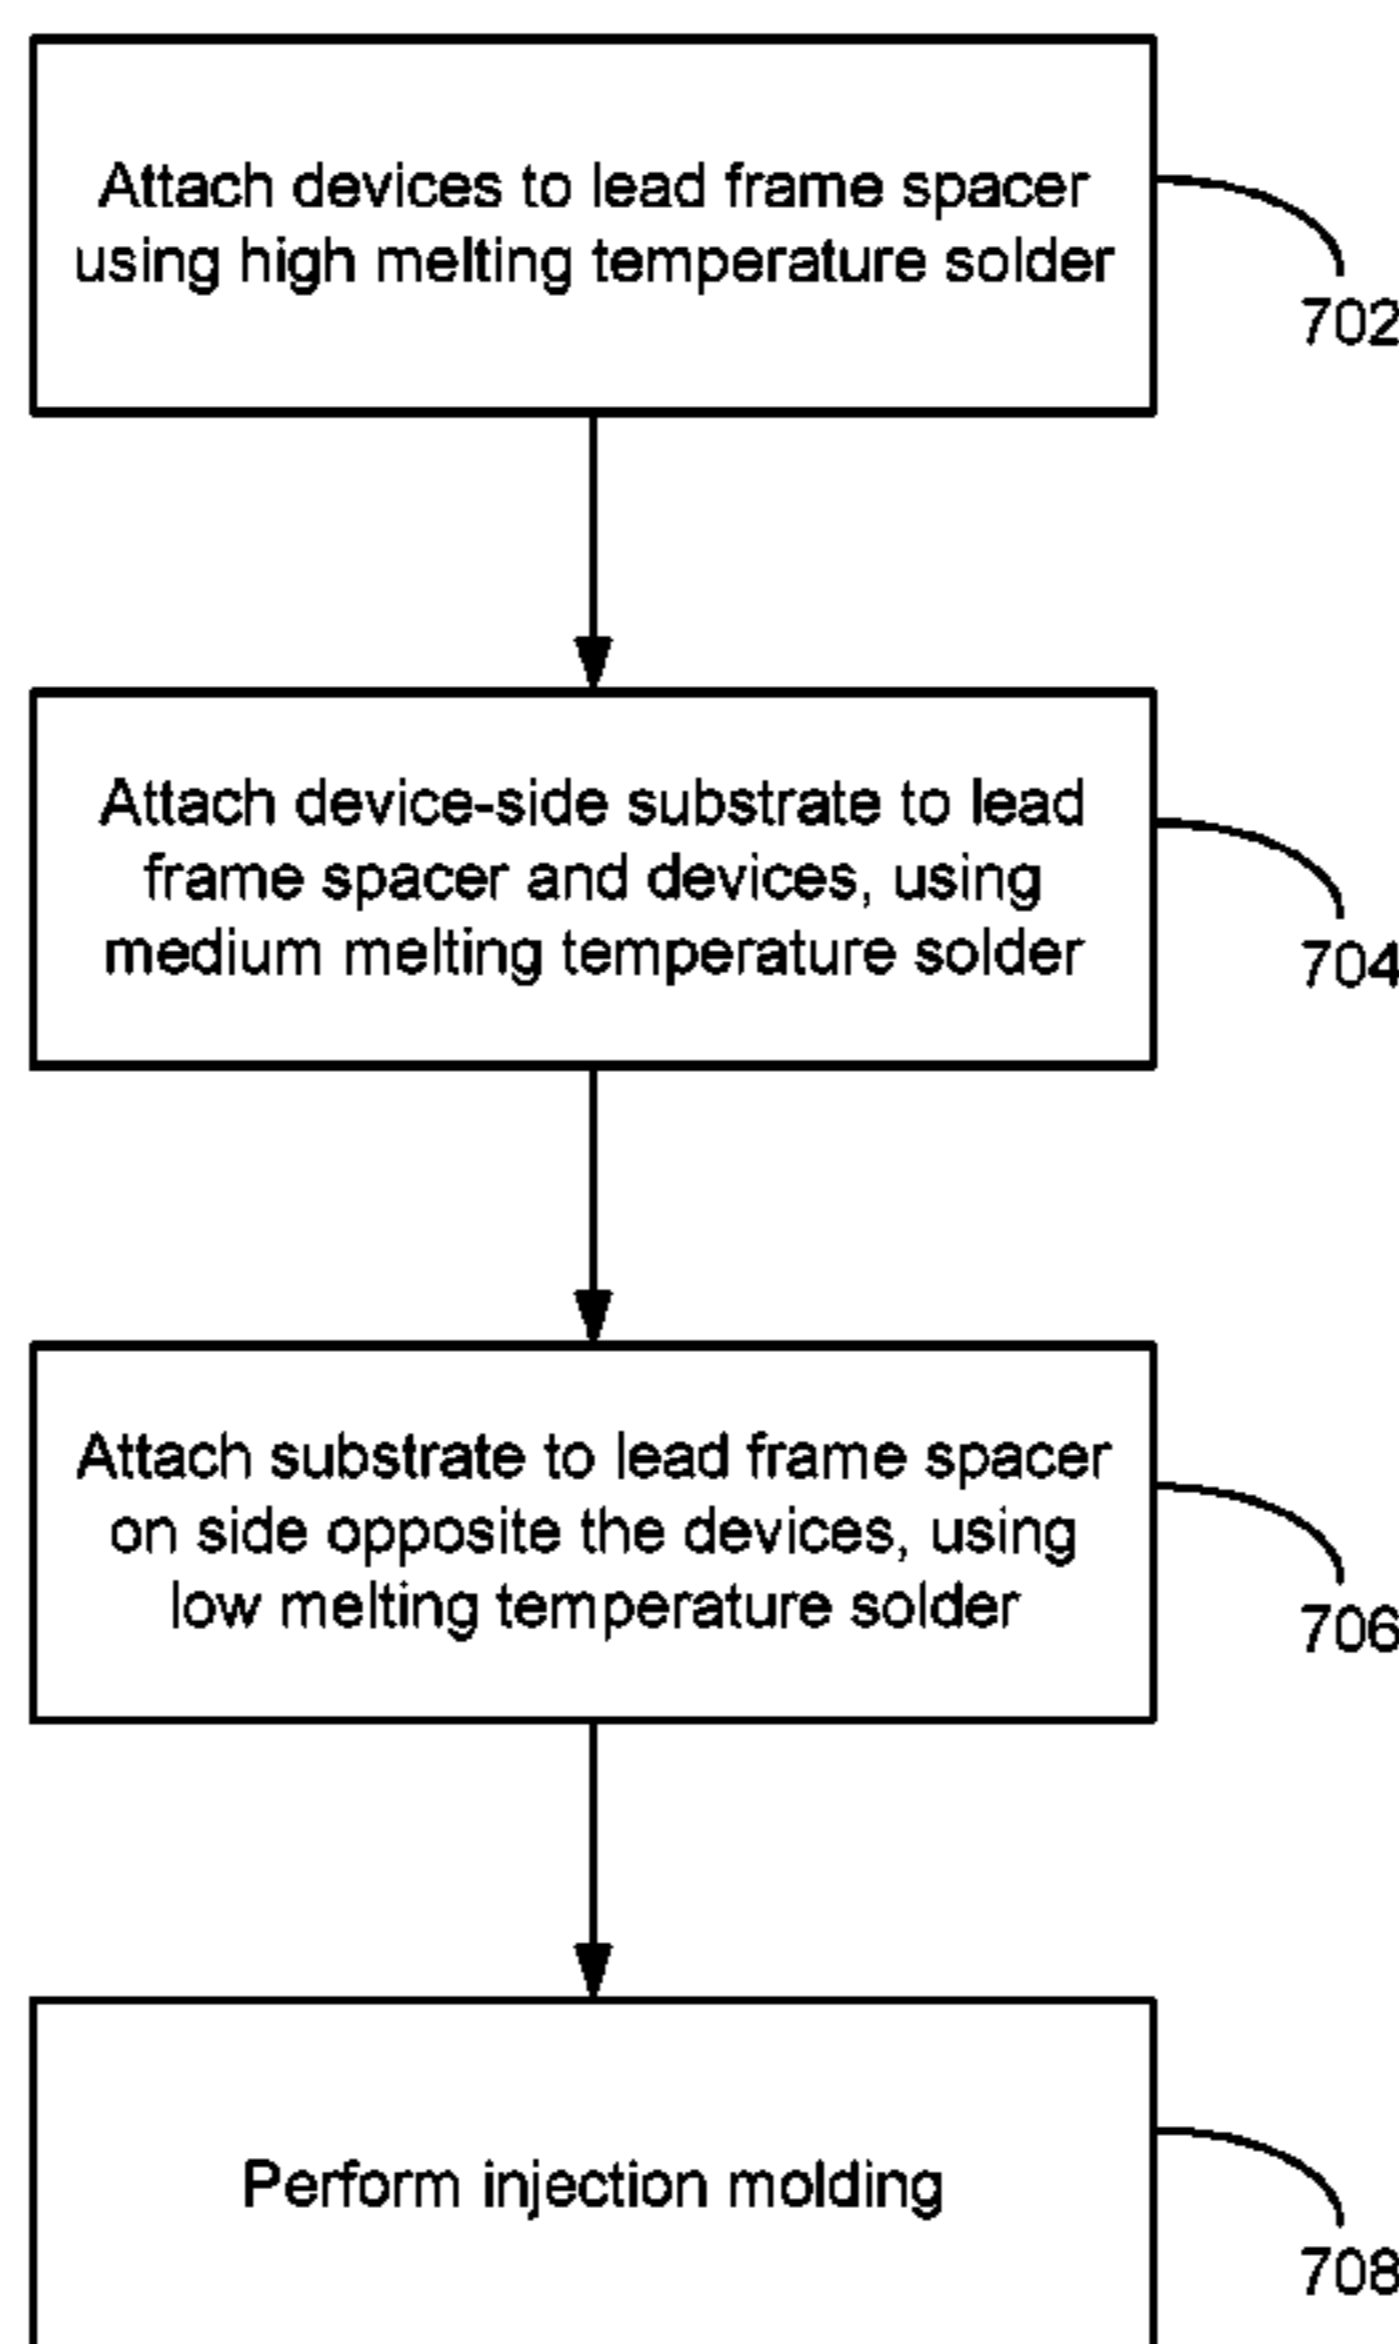 Attach devices to lead frame spacer
using high melting temperature solder
702
Attach device-side substrate to lead
frame spacer and devices, using
medium melting temperature solder
704
Attach substrate to lead frame spacer
on side opposite the devices, using
low melting temperature solder
706
Perform injection molding
708